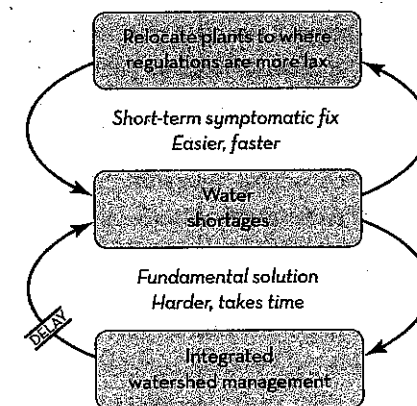 Relocate plants to where
regulations are more lax
Short-term symptomatic fix
Easier, faster
Water
shortages
Fundamental solution
Harder, takes time
DELAY
Integrated
watershed management